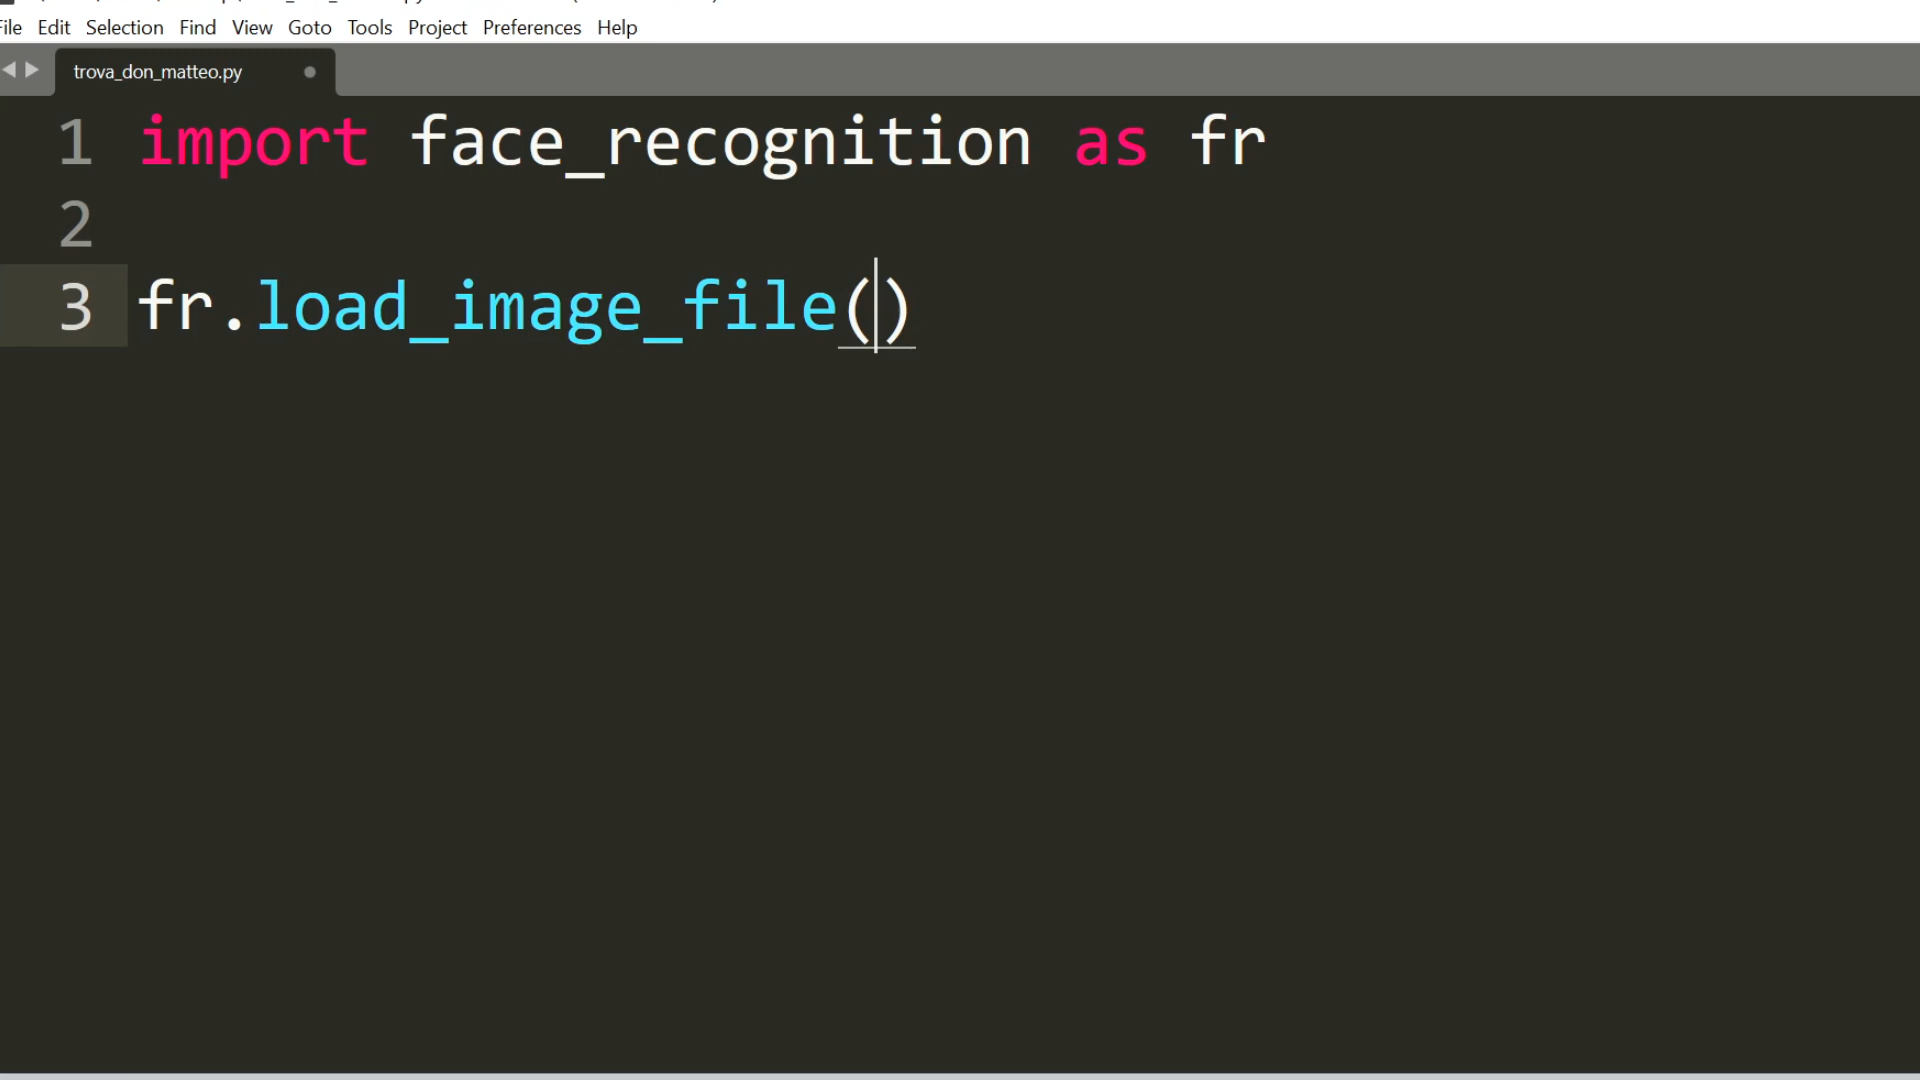 File Edit Selection Find View Goto Tools Project Preferences Help
trova_don_matteo.py
1 import face_recognition as fr
2
3 fr.load_image_file()